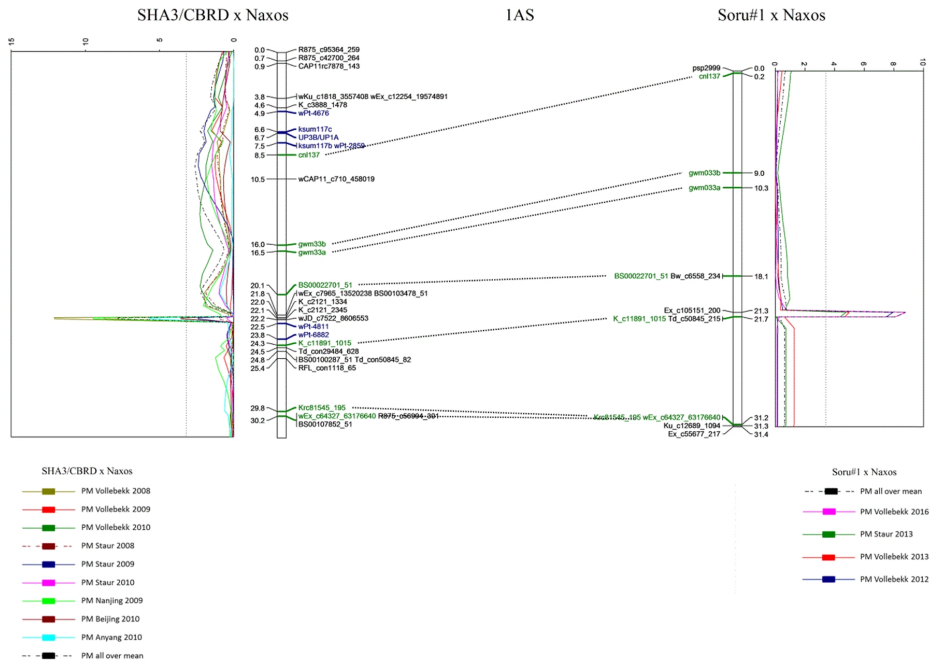 SHA3/CBRD x Naxos 1AS Soru#1 x Naxos
15 10 5 0
0.0 R875_c95364_259
0.7 R875_c42700_264
0.9 CAP11rc7878_143
3.8 wKu_c1818_3557408 wEx_c12254_19574891
4.6 K_c3888_1478
4.9 wPt-4676
6.6 ksum117c
6.7 UP3B/UP1A
7.5 ksum117b wPt-2859
8.5 cnl137
10.5 wCAP11_c710_458019
16.0 gwm33b
16.5 gwm33a
20.1 BS00022701_51
21.8 wEx_c7965_13520238 BS00103478_51
22.0 K_c2121_1334
22.1 K_c2121_2345
22.2 wJD_c7522_8606553
22.5 wPt-4811
23.8 wPt-6882
24.3 K_c11891_1015
24.5 Td_con29484_628
24.8 BS00100287_51 Td_con50845_82
25.4 RFL_con1118_65
29.8 Krc81545_195
30.2 wEx_c64327_63176640 R875_c56994_301
BS00107852_51
psp2999 0.0
cnl137 0.2
gwm033b 9.0
gwm033a 10.3
BS00022701_51 Bw_c6558_234 18.1
Ex_c105151_200 21.3
K_c11891_1015 Td_c50845_215 21.7
Krc81545_195 wEx_c64327_63176640 31.2
Ku_c12689_1094 31.3
Ex_c55677_217 31.4
0 2 4 6 8 10
SHA3/CBRD x Naxos
PM Vollebekk 2008
PM Vollebekk 2009
PM Vollebekk 2010
PM Staur 2008
PM Staur 2009
PM Staur 2010
PM Nanjing 2009
PM Beijing 2010
PM Anyang 2010
PM all over mean
Soru#1 x Naxos
PM all over mean
PM Vollebekk 2016
PM Staur 2013
PM Vollebekk 2013
PM Vollebekk 2012